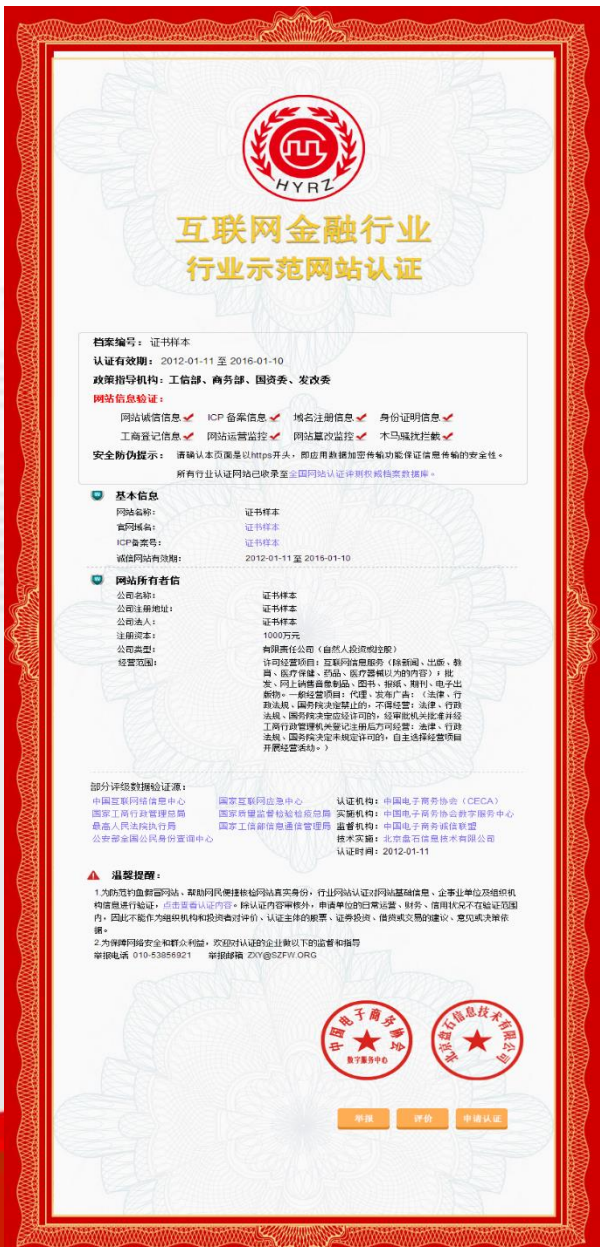 HYRZ
互联网金融行业
行业示范网站认证
档案编号：证书样本
认证有效期：2012-01-11 至 2016-01-10
政策指导机构：工信部、商务部、国资委、发改委
网站信息验证：
网站诚信信息 ICP 备案信息 域名注册信息 身份证明信息
工商登记信息 网站运营监控 网站篡改监控 木马骚扰拦截
安全防伪提示： 请确认本页面是以https开头，即应用数据加密传输功能保证信息传输的安全性。
所有行业认证网站已收录至全国网站认证评测权威档案数据库。
基本信息
网站名称： 证书样本
官网域名： 证书样本
ICP备案号： 证书样本
诚信网站有效期： 2012-01-11 至 2016-01-10
网站所有者信
公司名称： 证书样本
公司注册地址： 证书样本
公司法人： 证书样本
注册资本： 1000万元
公司类型： 有限责任公司（自然人投资或控股）
经营范围： 许可经营项目：互联网信息服务（除新闻、出版、教
育、医疗保健、药品、医疗器械以为的内容）；批
发、网上销售音像制品、图书、报纸、期刊、电子出
版物。一般经营项目：代理、发布广告；（法律、行
政法规、国务院决定禁止的，不得经营；法律、行政
法规、国务院决定应经许可的，经审批机关批准并经
工商行政管理机关登记注册后方可经营；法律、行政
法规、国务院决定未规定许可的，自主选择经营项目
开展经营活动。）
部分评级数据验证源：
中国互联网络信息中心 国家互联网应急中心 认证机构：中国电子商务协会（CECA）
国家工商行政管理总局 国家质量监督检验检疫总局 实施机构：中国电子商务协会数字服务中心
最高人民法院执行局 国家工信部信息通信管理局 监督机构：中国电子商务诚信联盟
公安部全国公民身份查询中心 技术实施：北京盘石信息技术有限公司
认证时间：2012-01-11
温馨提醒：
1.为防范钓鱼假冒网站、帮助网民便捷核检网站真实身份，行业网站认证对网站基础信息、企事业单位及组织机
构信息进行验证，点击查看认证内容。除认证内容审核外，申请单位的日常运营、财务、信用状况不在验证范围
内，因此不能作为组织机构和投资者对评价、认证主体的股票、证券投资、借贷或交易的建议、意见或决策依
据。
2.为保障网络安全和群众利益，欢迎对认证的企业做以下的监督和指导
举报电话 010-53856921 举报邮箱 ZXY@SZFW.ORG
中国电子商务协会
数字服务中心
北京盘石信息技术有限公司
举报 评价 申请认证